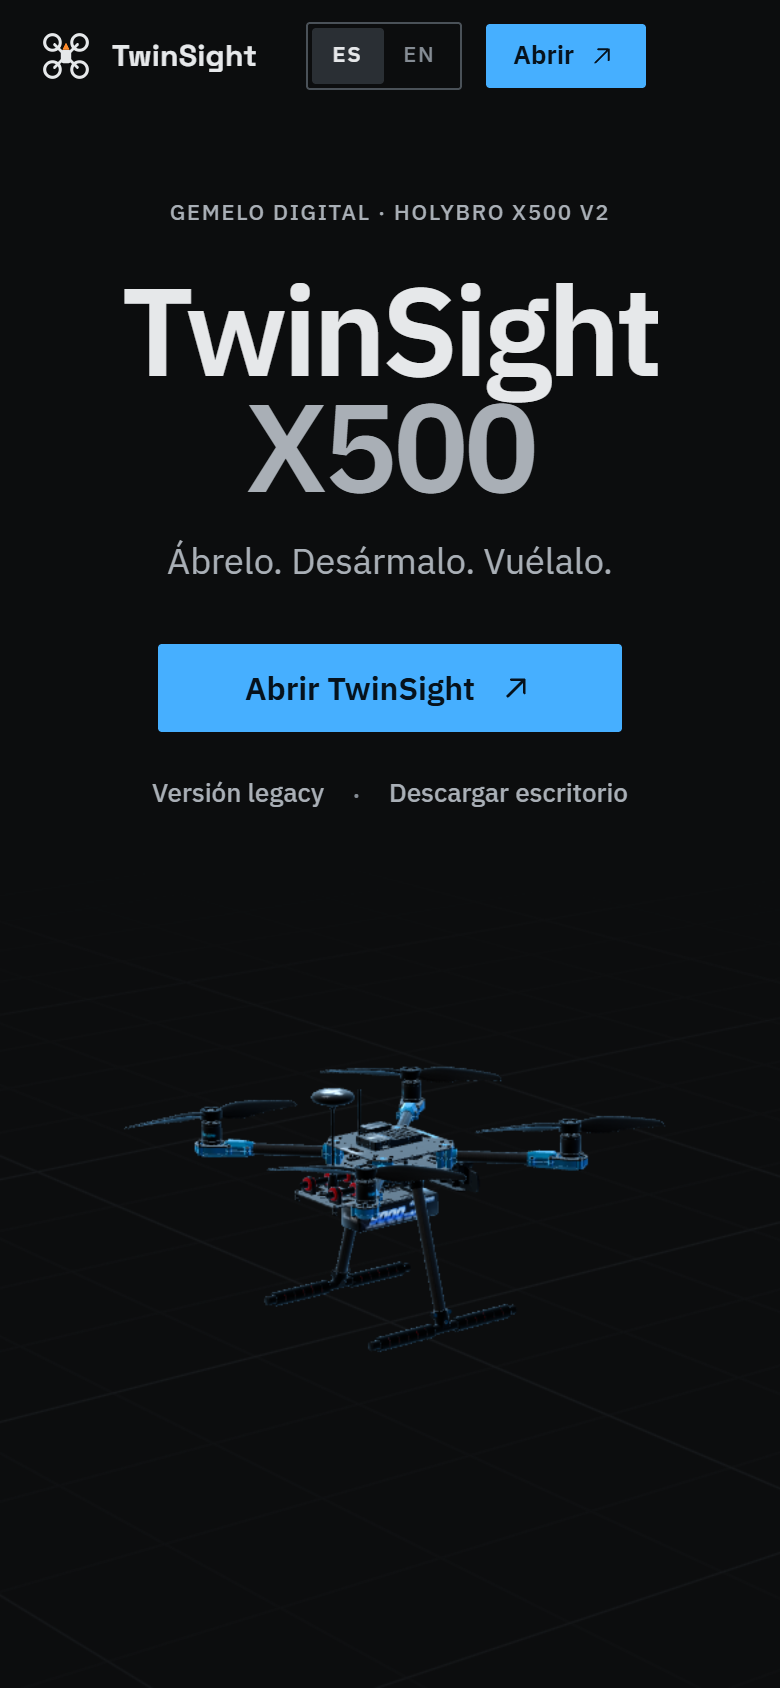 TwinSight
ES EN
Abrir
GEMELO DIGITAL · HOLYBRO X500 V2
TwinSight
X500
Ábrelo. Desármalo. Vuélalo.
Abrir TwinSight
Versión legacy · Descargar escritorio